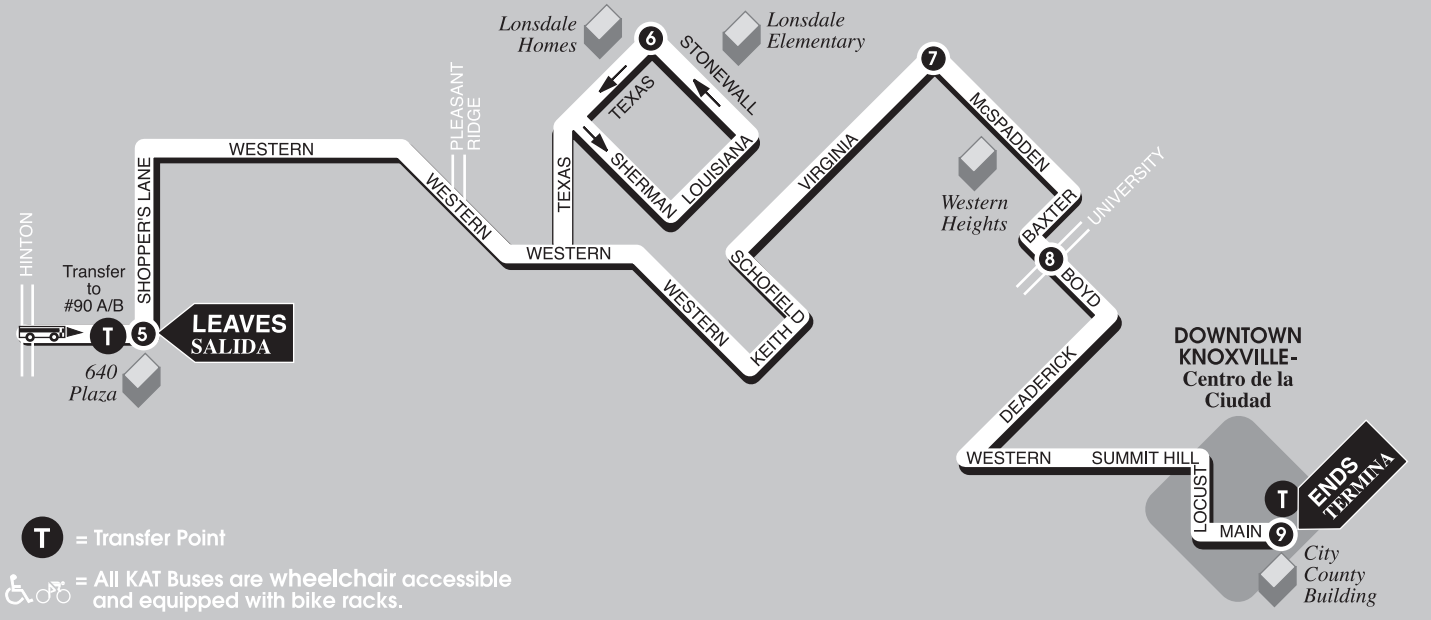 Lonsdale
Homes
6
Lonsdale
Elementary
STONEWALL
TEXAS
SHERMAN
LOUISIANA
TEXAS
7
McSPADDEN
VIRGINIA
Western
Heights
BAXTER
UNIVERSITY
8
BOYD
PLEASANT
RIDGE
WESTERN
WESTERN
WESTERN
WESTERN
SCHOFIELD
KEITH
SHOPPER'S LANE
HINTON
Transfer
to
#90 A/B
T
5
LEAVES
SALIDA
640
Plaza
DEADERICK
DOWNTOWN
KNOXVILLE-
Centro de la
Ciudad
WESTERN
SUMMIT HILL
LOCUST
MAIN
T
9
ENDS
TERMINA
City
County
Building
T = Transfer Point
= All KAT Buses are wheelchair accessible
and equipped with bike racks.